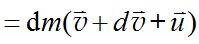 = dm(v⃗ + dv⃗ + u⃗)